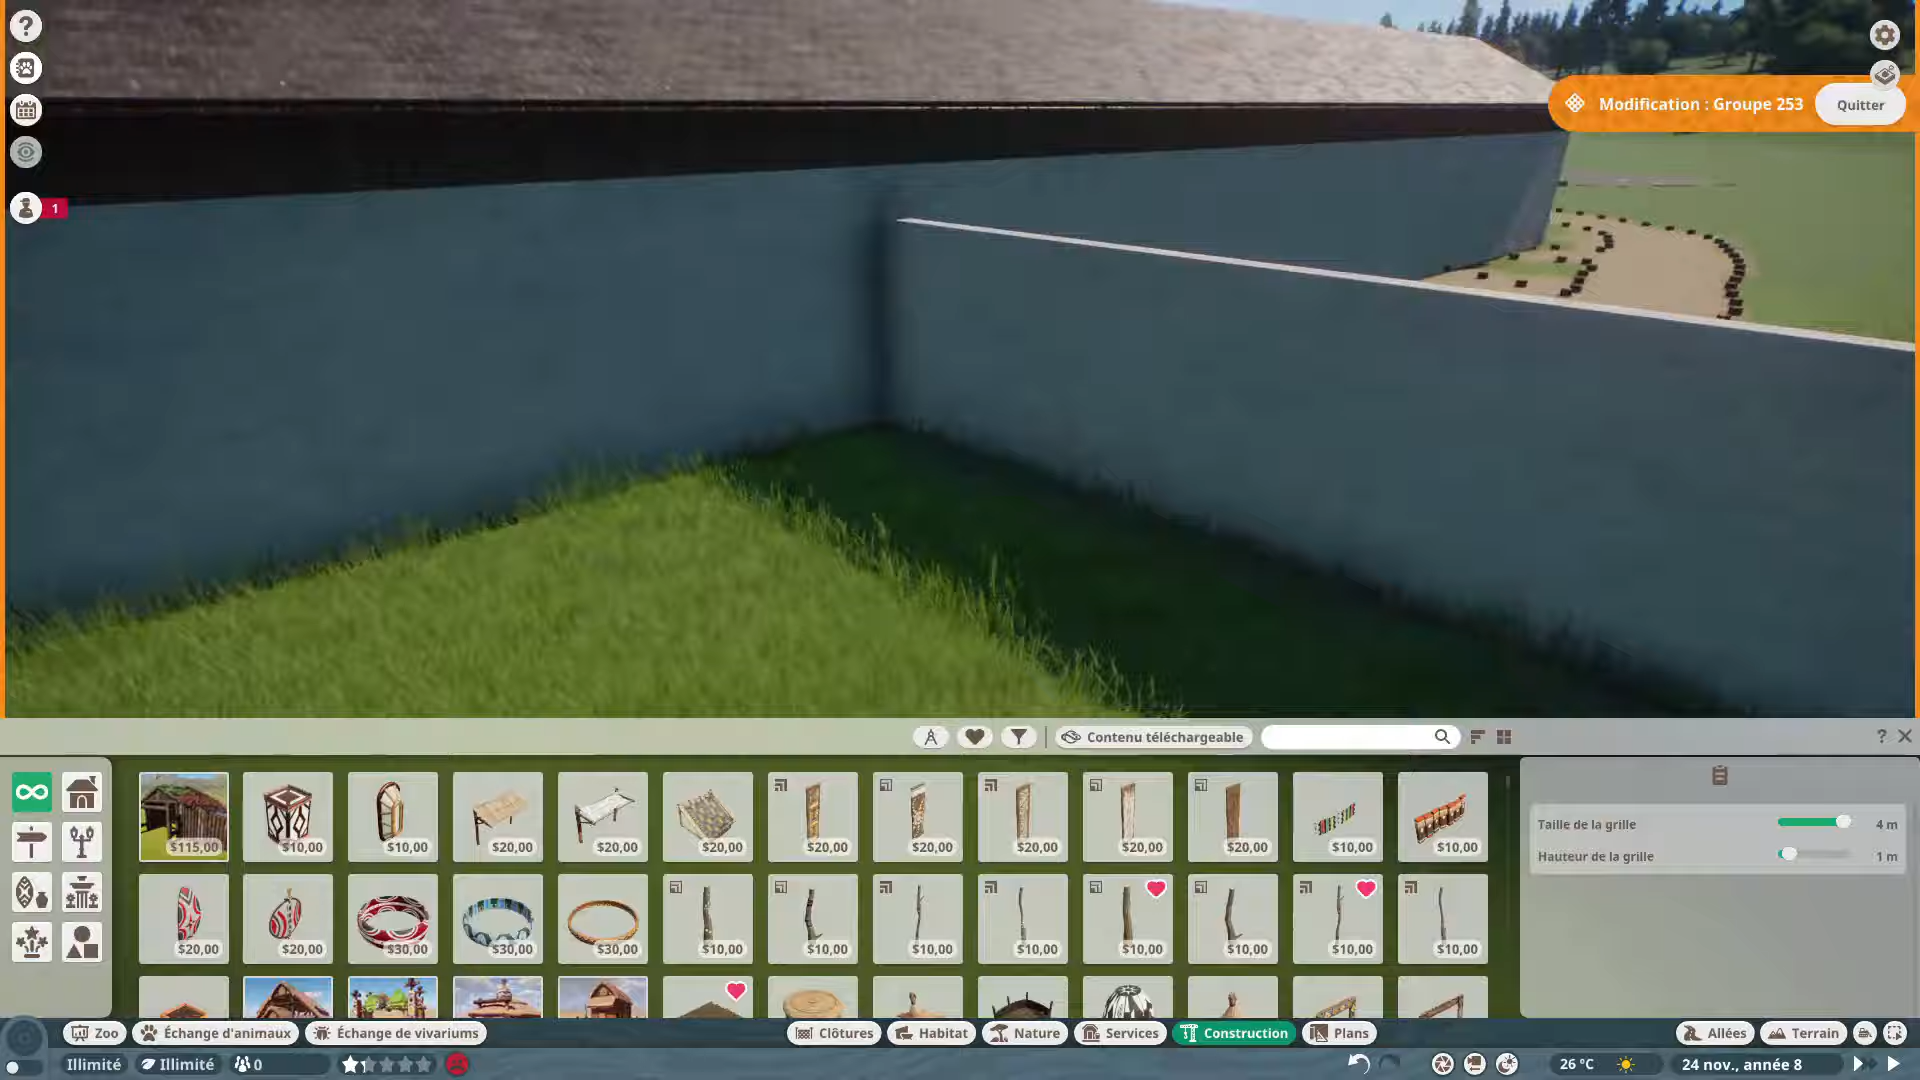 ?
Modification : Groupe 253
Quitter
1
Contenu téléchargeable
? ×
$115,00 $10,00 $10,00 $20,00 $20,00 $20,00 $20,00 $20,00 $20,00 $20,00 $20,00 $10,00 $10,00
Taille de la grille 4 m
Hauteur de la grille 1 m
$20,00 $20,00 $30,00 $30,00 $30,00 $10,00 $10,00 $10,00 $10,00 $10,00 $10,00 $10,00 $10,00
Zoo Échange d'animaux Échange de vivariums Clôtures Habitat Nature Services Construction Plans Allées Terrain
Illimité Illimité 0 26 °C 24 nov., année 8